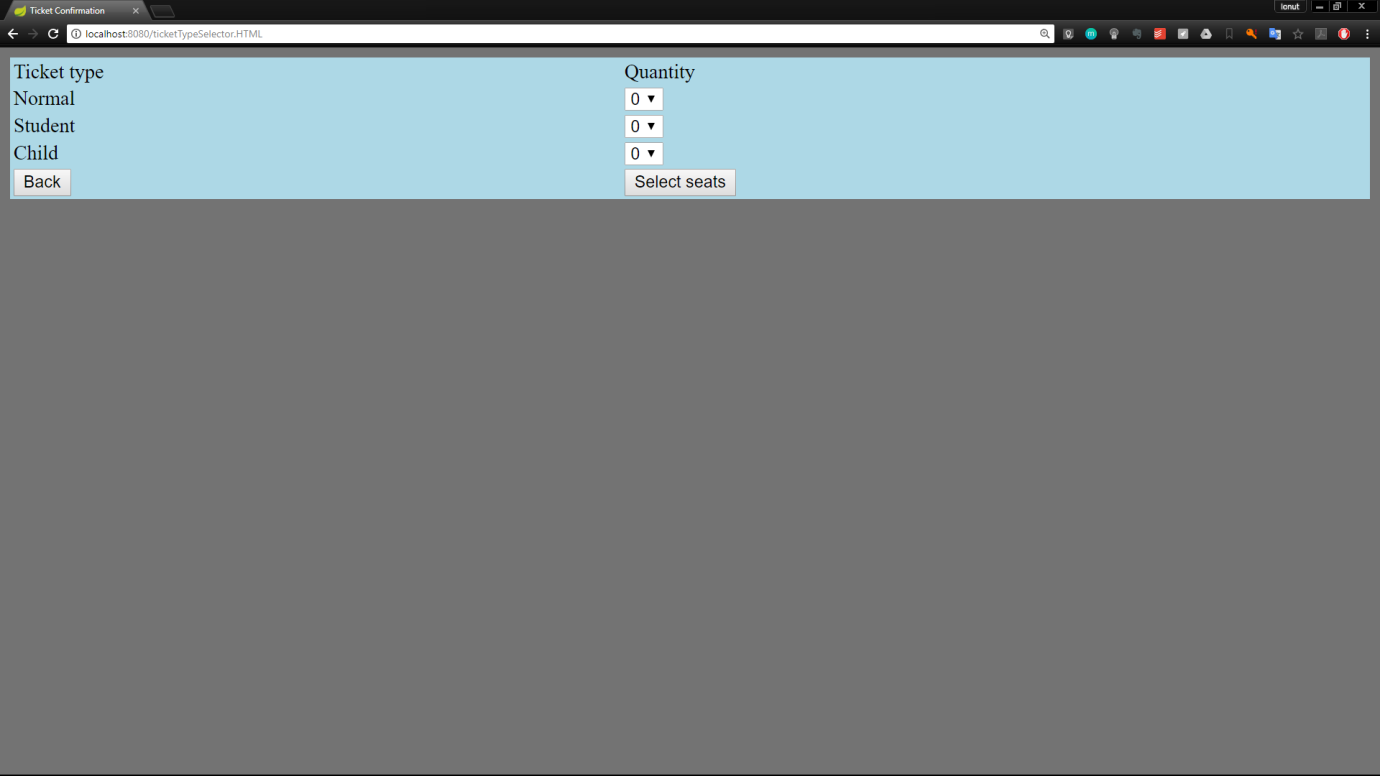 Ticket Confirmation
Ionut
localhost:8080/ticketTypeSelector.HTML
Ticket type Quantity
Normal 0
Student 0
Child 0
Back Select seats